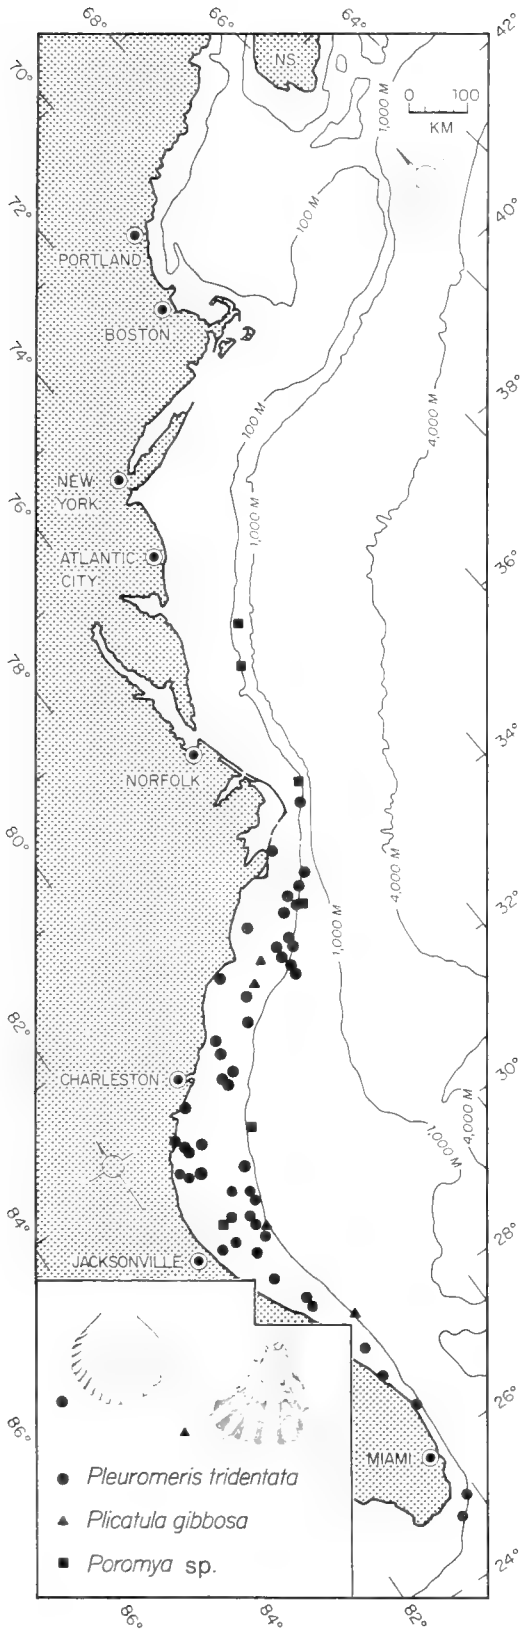 68°
66°
64°
42°
70°
NS
1,000 M
0 100
KM
72°
40°
100 M
PORTLAND
BOSTON
74°
38°
4,000 M
100 M
NEW
YORK
1,000 M
76°
ATLANTIC
CITY
36°
78°
34°
NORFOLK
80°
4,000 M
32°
1,000 M
82°
30°
CHARLESTON
4,000 M
1,000 M
84°
28°
JACKSONVILLE
26°
86°
MIAMI
Pleuromeris tridentata
Plicatula gibbosa
Poromya sp.
24°
86°
84°
82°